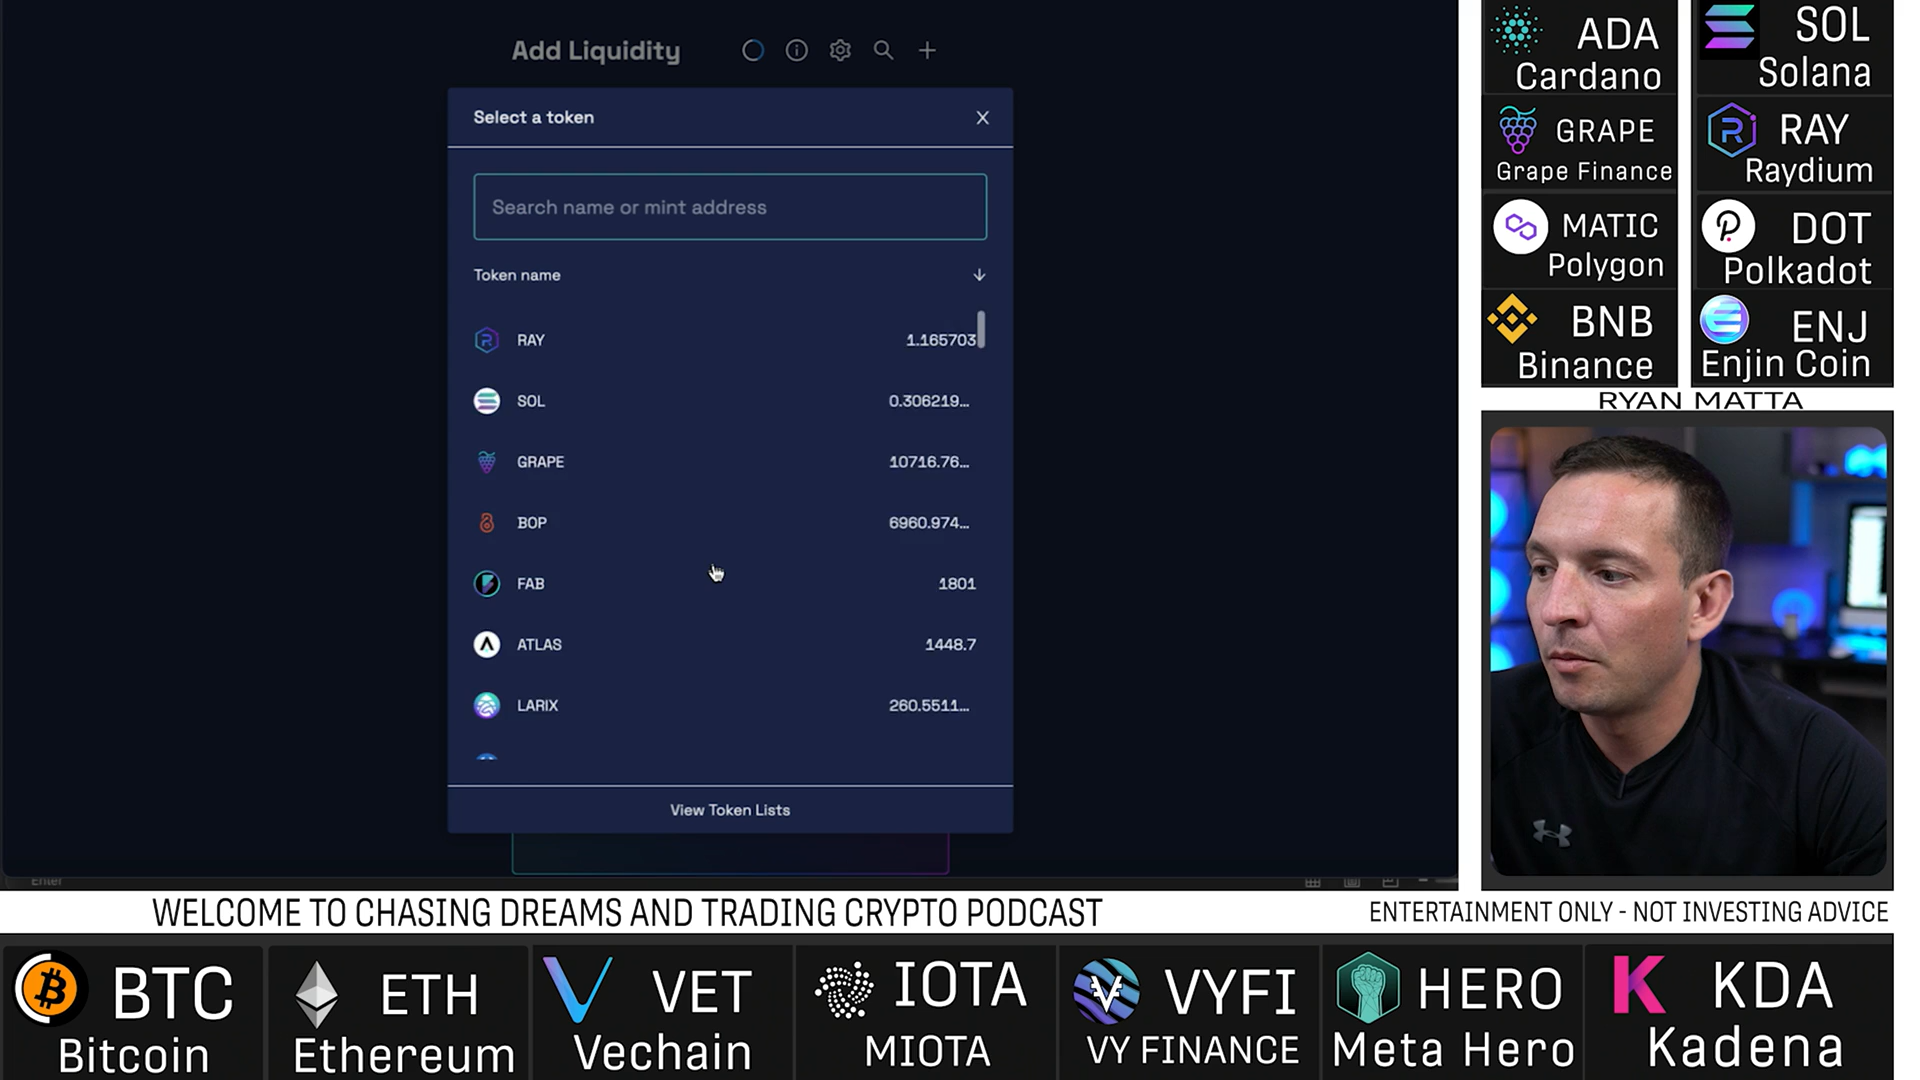 Add Liquidity
Select a token
X
Search name or mint address
Token name
RAY 1.165703
SOL 0.306219...
GRAPE 10716.76...
BOP 6960.974...
FAB 1801
ATLAS 1448.7
LARIX 260.5511...
View Token Lists
Enter
ADA
Cardano
SOL
Solana
GRAPE
Grape Finance
RAY
Raydium
MATIC
Polygon
DOT
Polkadot
BNB
Binance
ENJ
Enjin Coin
RYAN MATTA
WELCOME TO CHASING DREAMS AND TRADING CRYPTO PODCAST
ENTERTAINMENT ONLY - NOT INVESTING ADVICE
BTC
Bitcoin
ETH
Ethereum
VET
Vechain
IOTA
MIOTA
VYFI
VY FINANCE
HERO
Meta Hero
KDA
Kadena